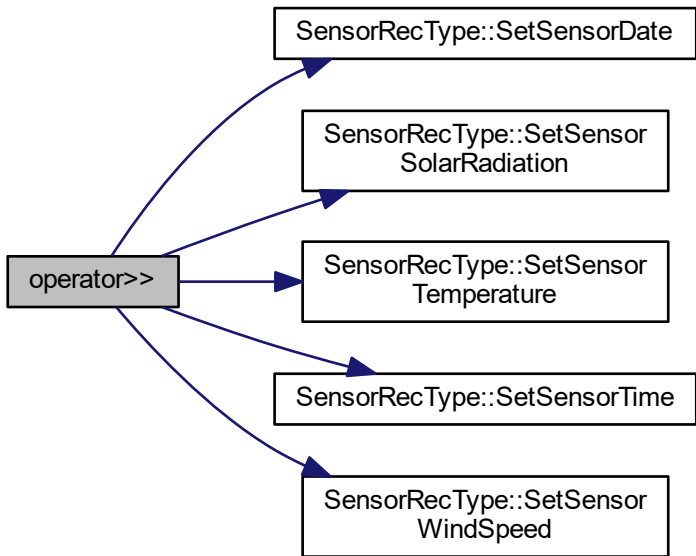 SensorRecType::SetSensorDate
SensorRecType::SetSensor
SolarRadiation
operator>>
SensorRecType::SetSensor
Temperature
SensorRecType::SetSensorTime
SensorRecType::SetSensor
WindSpeed